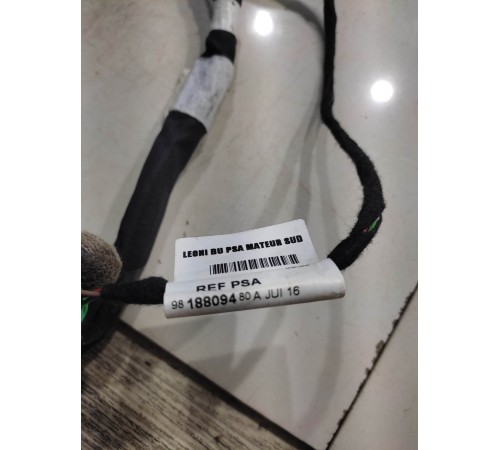 LEONI BU PSA MATEUR SUD
REF PSA
98 188094 80 A JUI 16